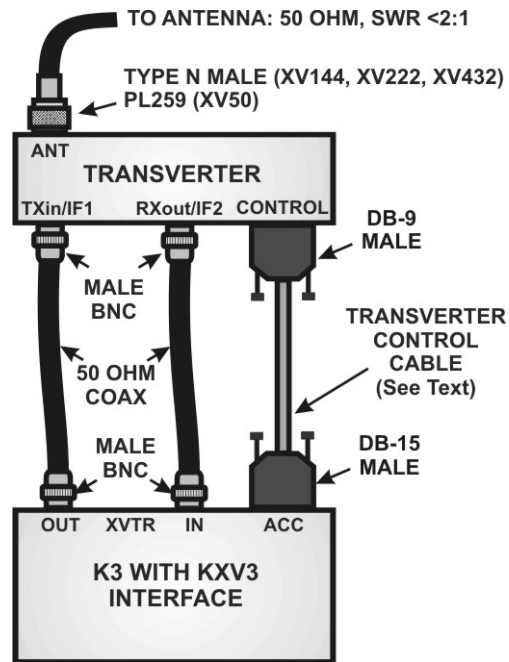 TO ANTENNA: 50 OHM, SWR <2:1
TYPE N MALE (XV144, XV222, XV432)
PL259 (XV50)
ANT
TRANSVERTER
TXin/IF1 RXout/IF2 CONTROL
DB-9
MALE
MALE
BNC
TRANSVERTER
CONTROL
CABLE
(See Text)
50 OHM
COAX
DB-15
MALE
MALE
BNC
OUT XVTR IN ACC
K3 WITH KXV3
INTERFACE